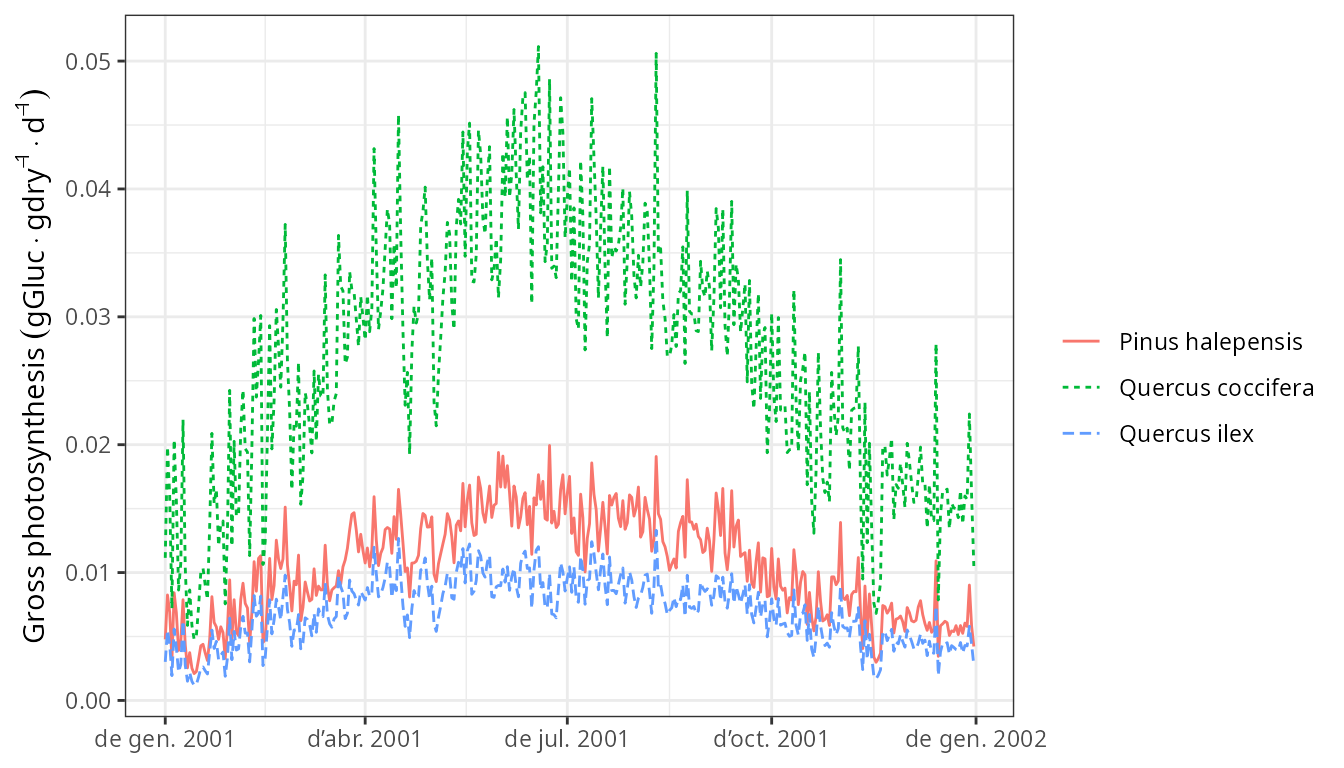 Gross photosynthesis (gGluc · gdry⁻¹ · d⁻¹)
0.05
0.04
0.03
0.02
0.01
0.00
de gen. 2001 d’abr. 2001 de jul. 2001 d’oct. 2001 de gen. 2002
Pinus halepensis
Quercus coccifera
Quercus ilex